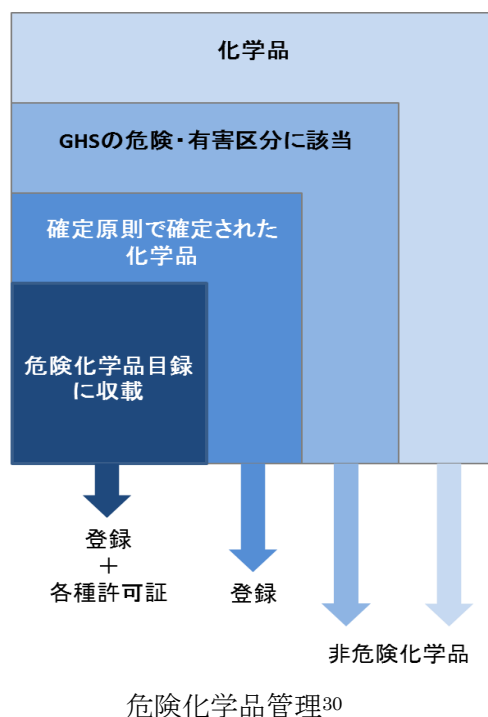 化学品
GHSの危険・有害区分に該当
確定原則で確定された
化学品
危険化学品目録
に収載
登録
＋
各種許可証
登録
非危険化学品
危険化学品管理30